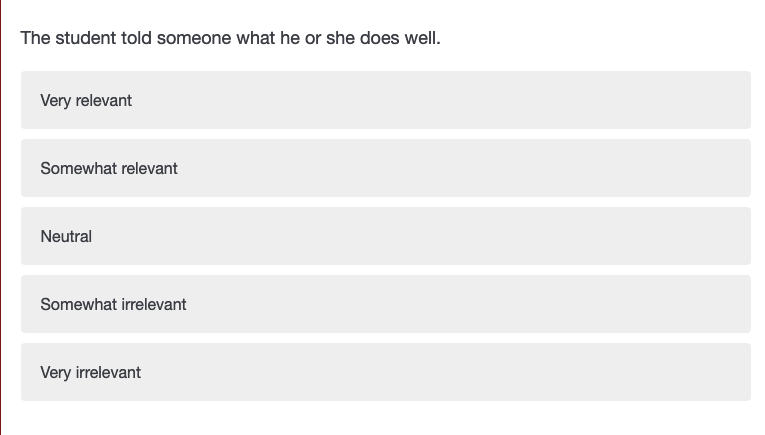 The student told someone what he or she does well.
Very relevant
Somewhat relevant
Neutral
Somewhat irrelevant
Very irrelevant